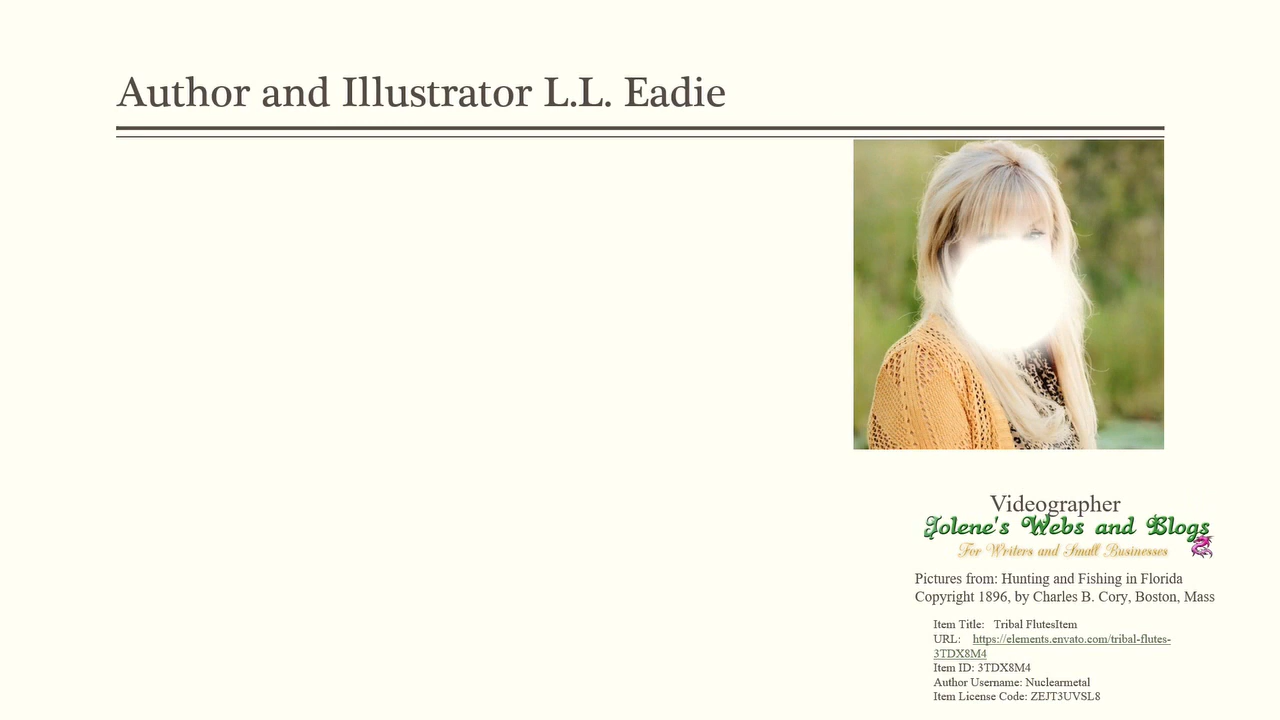 Author and Illustrator L.L. Eadie
Videographer
Jolene's Webs and Blogs
For Writers and Small Businesses
Pictures from: Hunting and Fishing in Florida
Copyright 1896, by Charles B. Cory, Boston, Mass
Item Title: Tribal FlutesItem
URL: https://elements.envato.com/tribal-flutes-
3TDX8M4
Item ID: 3TDX8M4
Author Username: Nuclearmetal
Item License Code: ZEJT3UVSL8